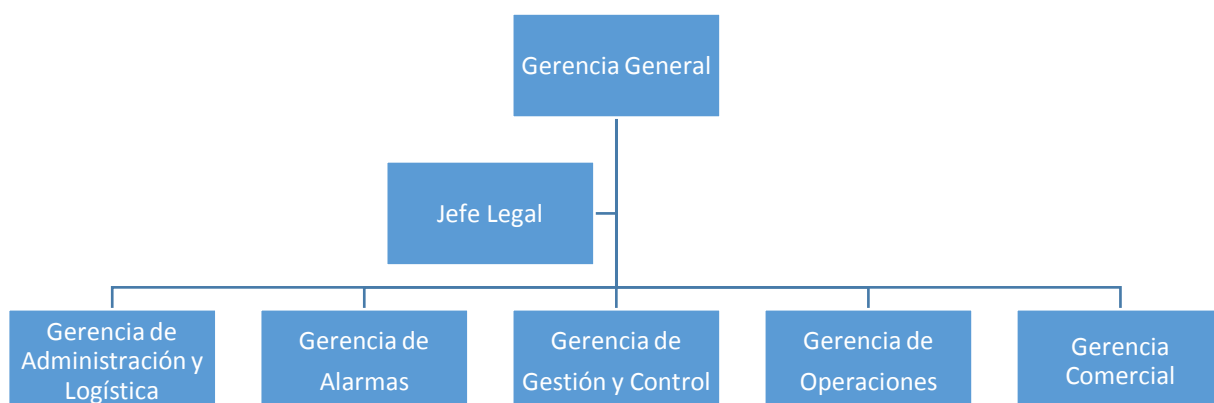 Gerencia General
Jefe Legal
Gerencia de
Administración y
Logística
Gerencia de
Alarmas
Gerencia de
Gestión y Control
Gerencia de
Operaciones
Gerencia
Comercial